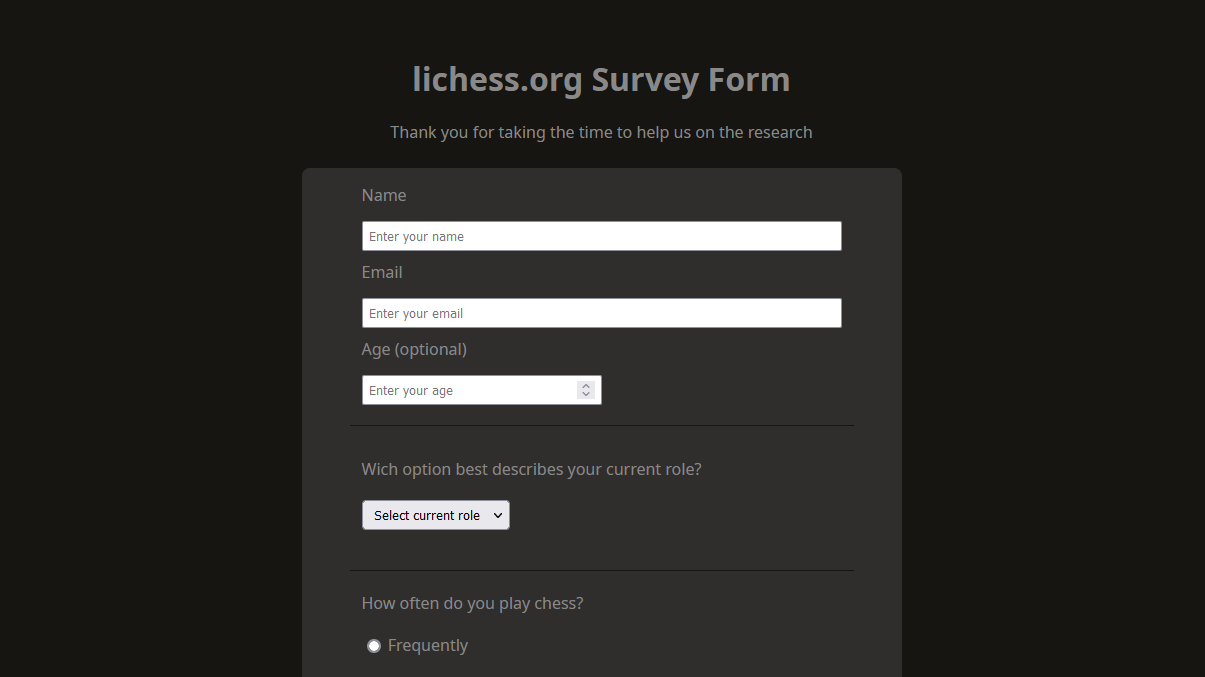 lichess.org Survey Form
Thank you for taking the time to help us on the research
Name
Enter your name
Email
Enter your email
Age (optional)
Enter your age
Wich option best describes your current role?
Select current role
How often do you play chess?
Frequently